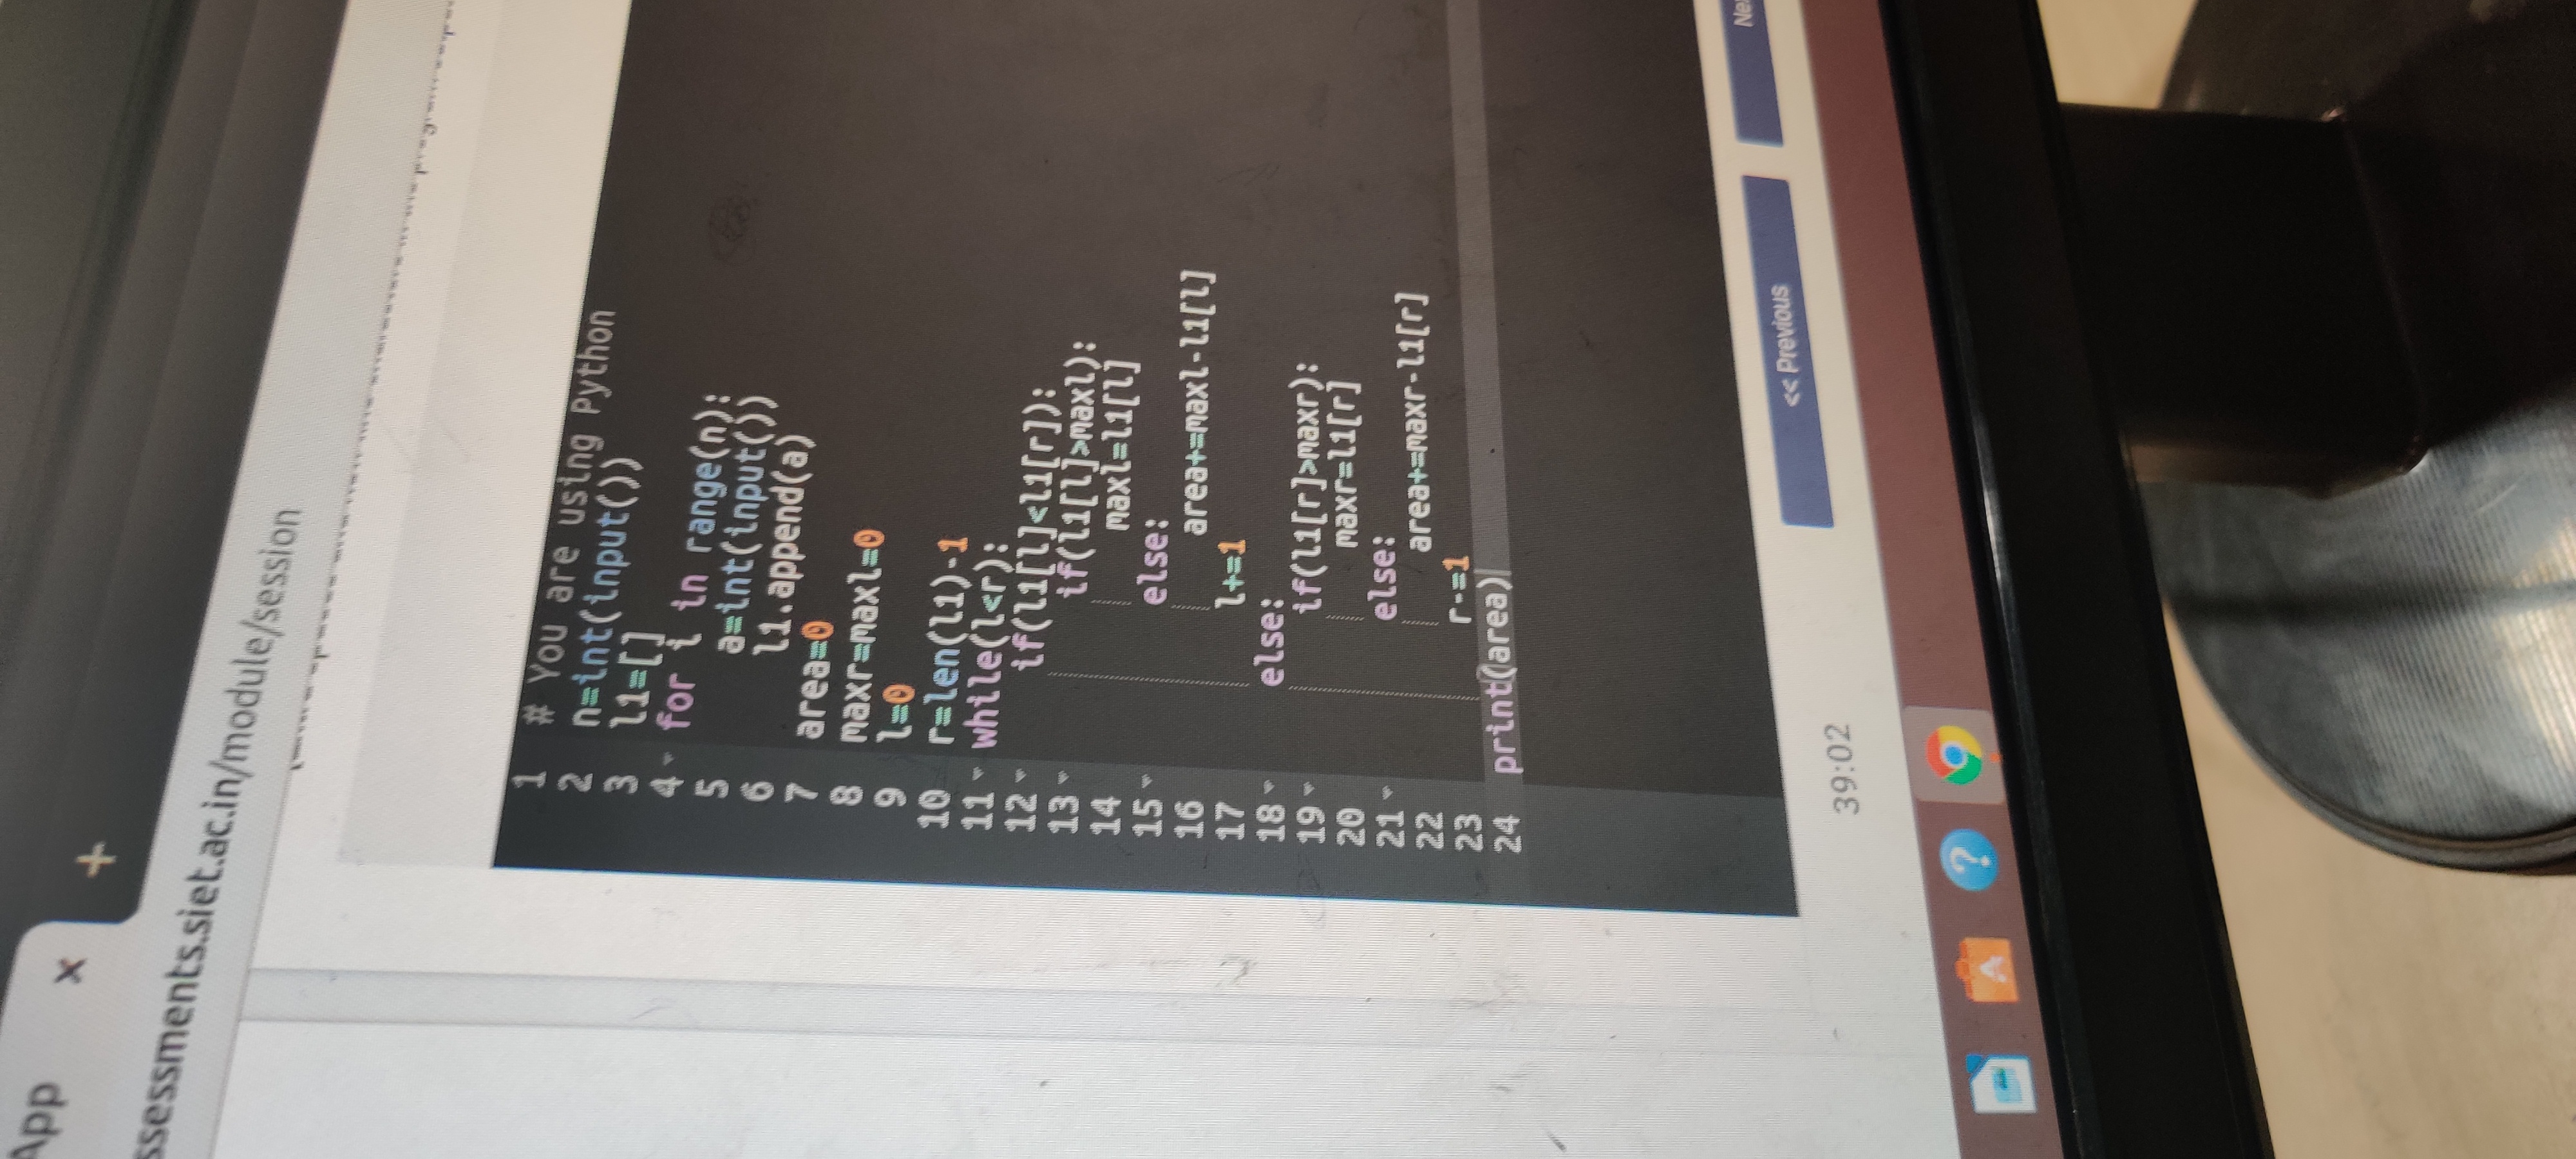 App
ssessments.siet.ac.in/module/session
1 # You are using Python
2 n=int(input())
3 l1=[]
4 for i in range(n):
5     a=int(input())
6     l1.append(a)
7 area=0
8 maxr=maxl=0
9 l=0
10 r=len(l1)-1
11 while(l<r):
12     if(l1[l]<l1[r]):
13         if(l1[l]>maxl):
14             maxl=l1[l]
15         else:
16             area+=maxl-l1[l]
17         l+=1
18     else:
19         if(l1[r]>maxr):
20             maxr=l1[r]
21         else:
22             area+=maxr-l1[r]
23         r-=1
24 print(area)
<< Previous
39:02